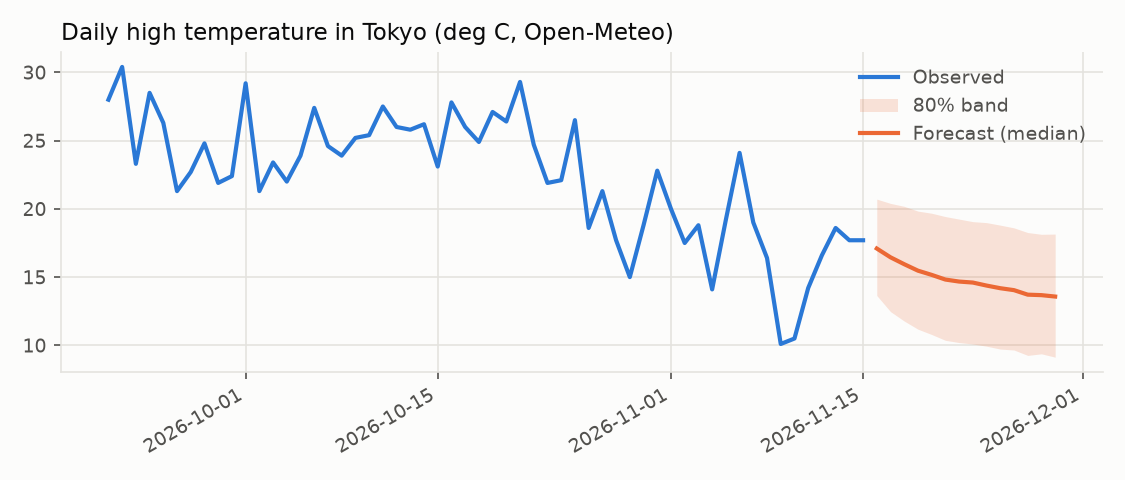 Daily high temperature in Tokyo (deg C, Open-Meteo)
30
25
20
15
10
Observed
80% band
Forecast (median)
2026-10-01
2026-10-15
2026-11-01
2026-11-15
2026-12-01